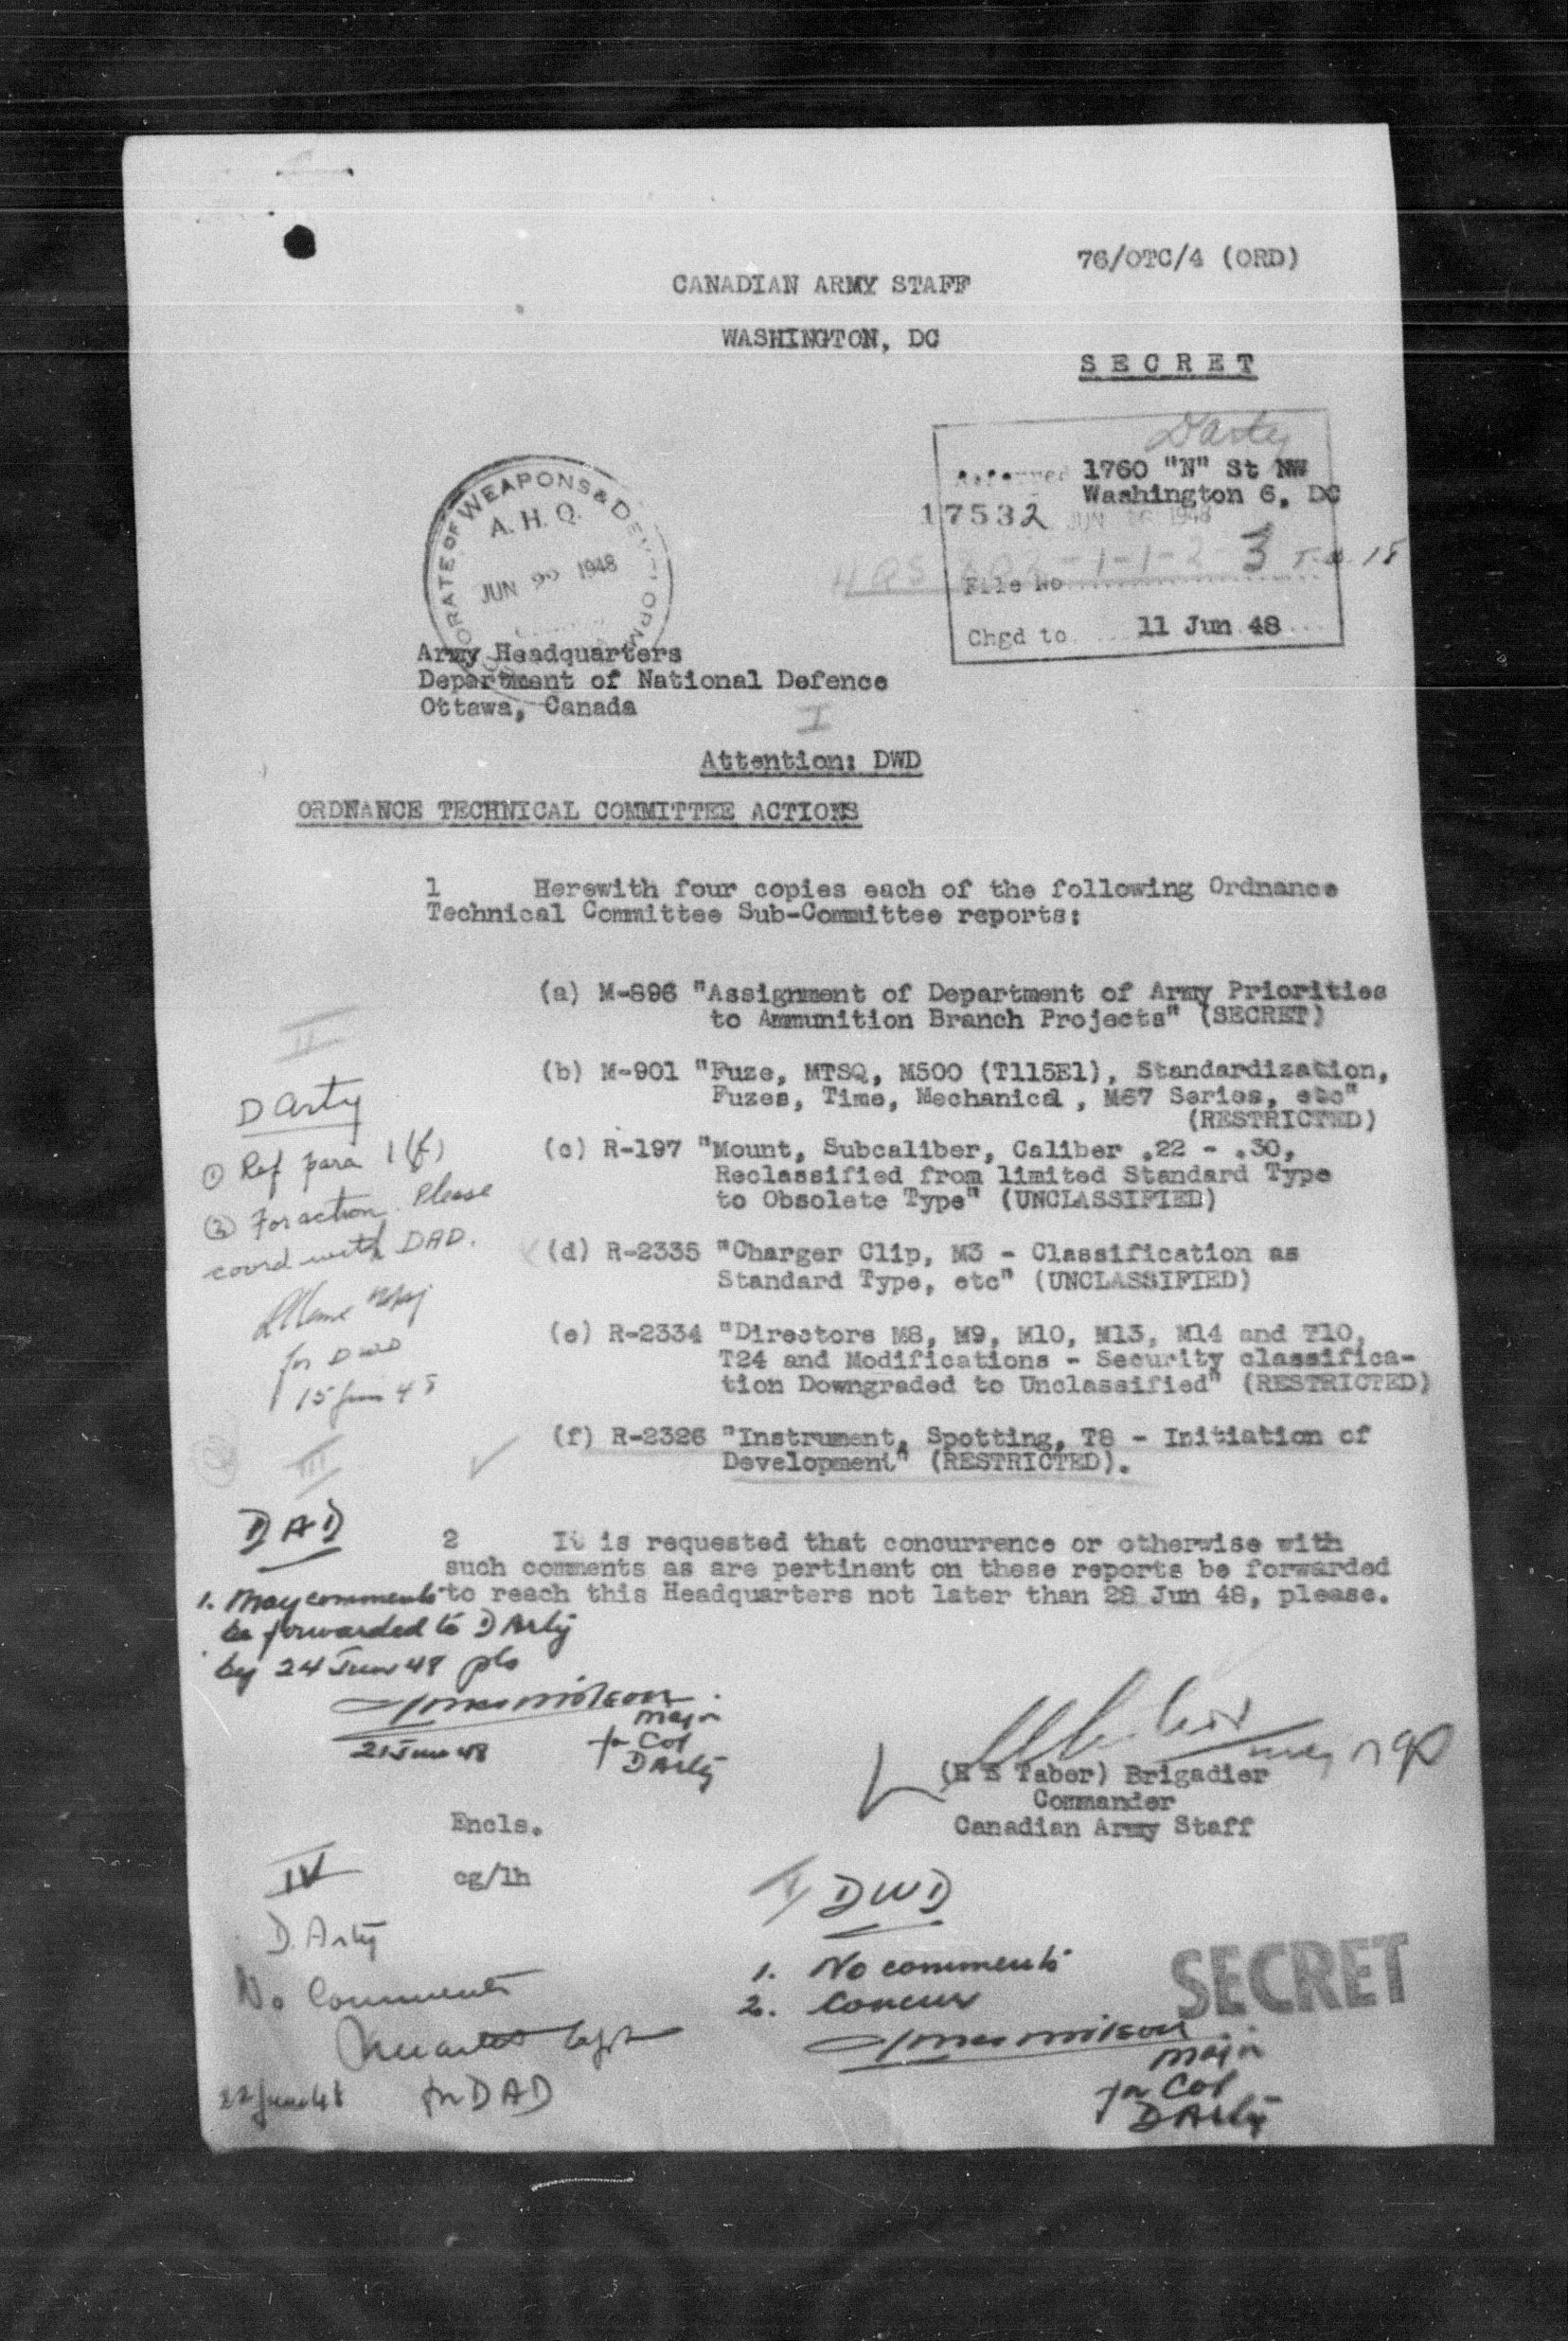 76/OTC/4 (ORD)
CANADIAN ARMY STAFF
WASHINGTON, DC
S E C R E T
D Arty
Referred
1760 "N" St NW
Washington 6, DC
17532
JUN 1948
File No
3
Chgd to
11 Jun 48
ORATE OF WEAPONS & DEVELOPM
A. H. Q.
JUN 22 1948
Army Headquarters
Department of National Defence
Ottawa, Canada
I
Attention: DWD
ORDNANCE TECHNICAL COMMITTEE ACTIONS
1 Herewith four copies each of the following Ordnance
Technical Committee Sub-Committee reports:
(a) M-896 "Assignment of Department of Army Priorities
to Ammunition Branch Projects" (SECRET)
(b) M-901 "Fuze, MTSQ, M500 (T115E1), Standardization,
Fuzes, Time, Mechanical, M67 Series, etc"
(RESTRICTED)
(c) R-197 "Mount, Subcaliber, Caliber .22 - .30,
Reclassified from limited Standard Type
to Obsolete Type" (UNCLASSIFIED)
(d) R-2335 "Charger Clip, M3 - Classification as
Standard Type, etc" (UNCLASSIFIED)
(e) R-2334 "Directors M8, M9, M10, M13, M14 and T10,
T24 and Modifications - Security classifica-
tion Downgraded to Unclassified" (RESTRICTED)
(f) R-2326 "Instrument, Spotting, T8 - Initiation of
Development" (RESTRICTED).
2 It is requested that concurrence or otherwise with
such comments as are pertinent on these reports be forwarded
to reach this Headquarters not later than 28 Jun 48, please.
II
D Arty
① Ref para 1(f)
② For action. Please
coord with DAD.
Maj
for DWD
15 Jun 48
III
DAD
1. May comments
be forwarded to D Arty
by 24 Jun 48 pls
Major
for Col
D Arty
21 Jun 48
(H E Taber) Brigadier
Commander
Canadian Army Staff
Encls.
cg/lh
IV
D. Arty
No Comments
Capt
for DAD
22 June 48
V DWD
1. No comments
2. Concur
Major
for Col
D Arty
SECRET